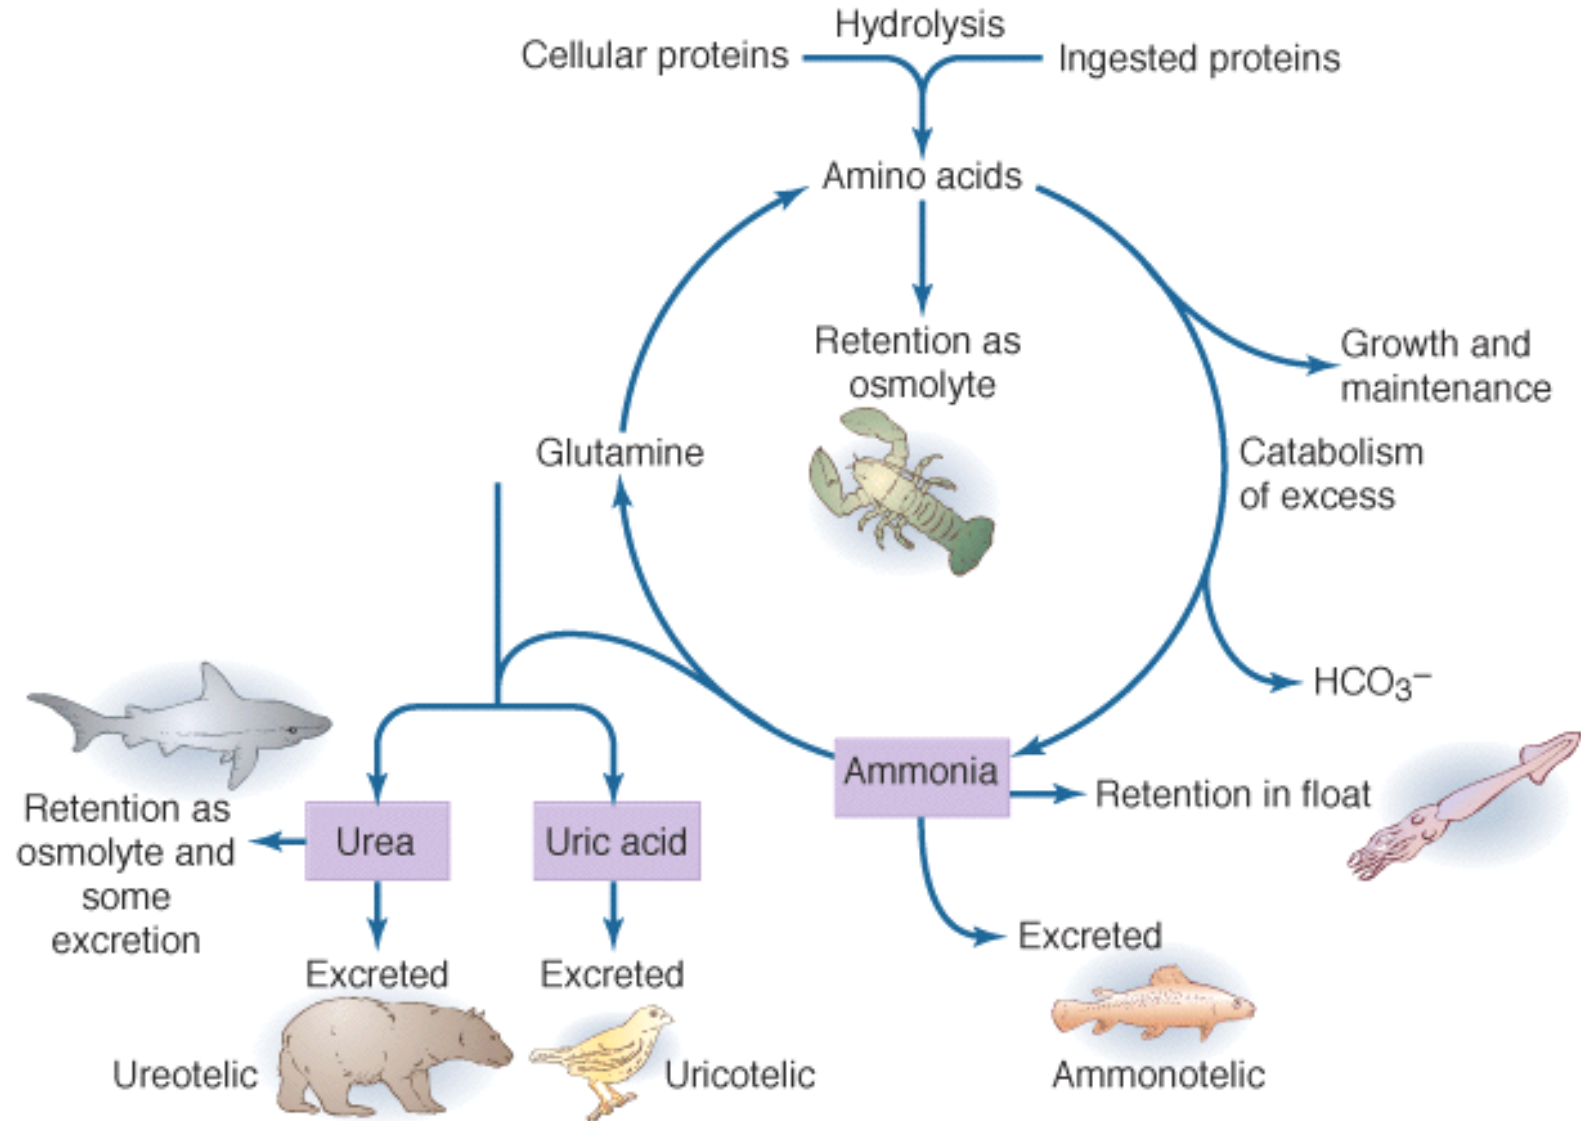 Hydrolysis
Cellular proteins
Ingested proteins
Amino acids
Retention as
osmolyte
Growth and
maintenance
Glutamine
Catabolism
of excess
HCO₃⁻
Ammonia
Retention in float
Retention as
osmolyte and
some
excretion
Urea
Uric acid
Excreted
Excreted
Excreted
Ureotelic
Uricotelic
Ammonotelic